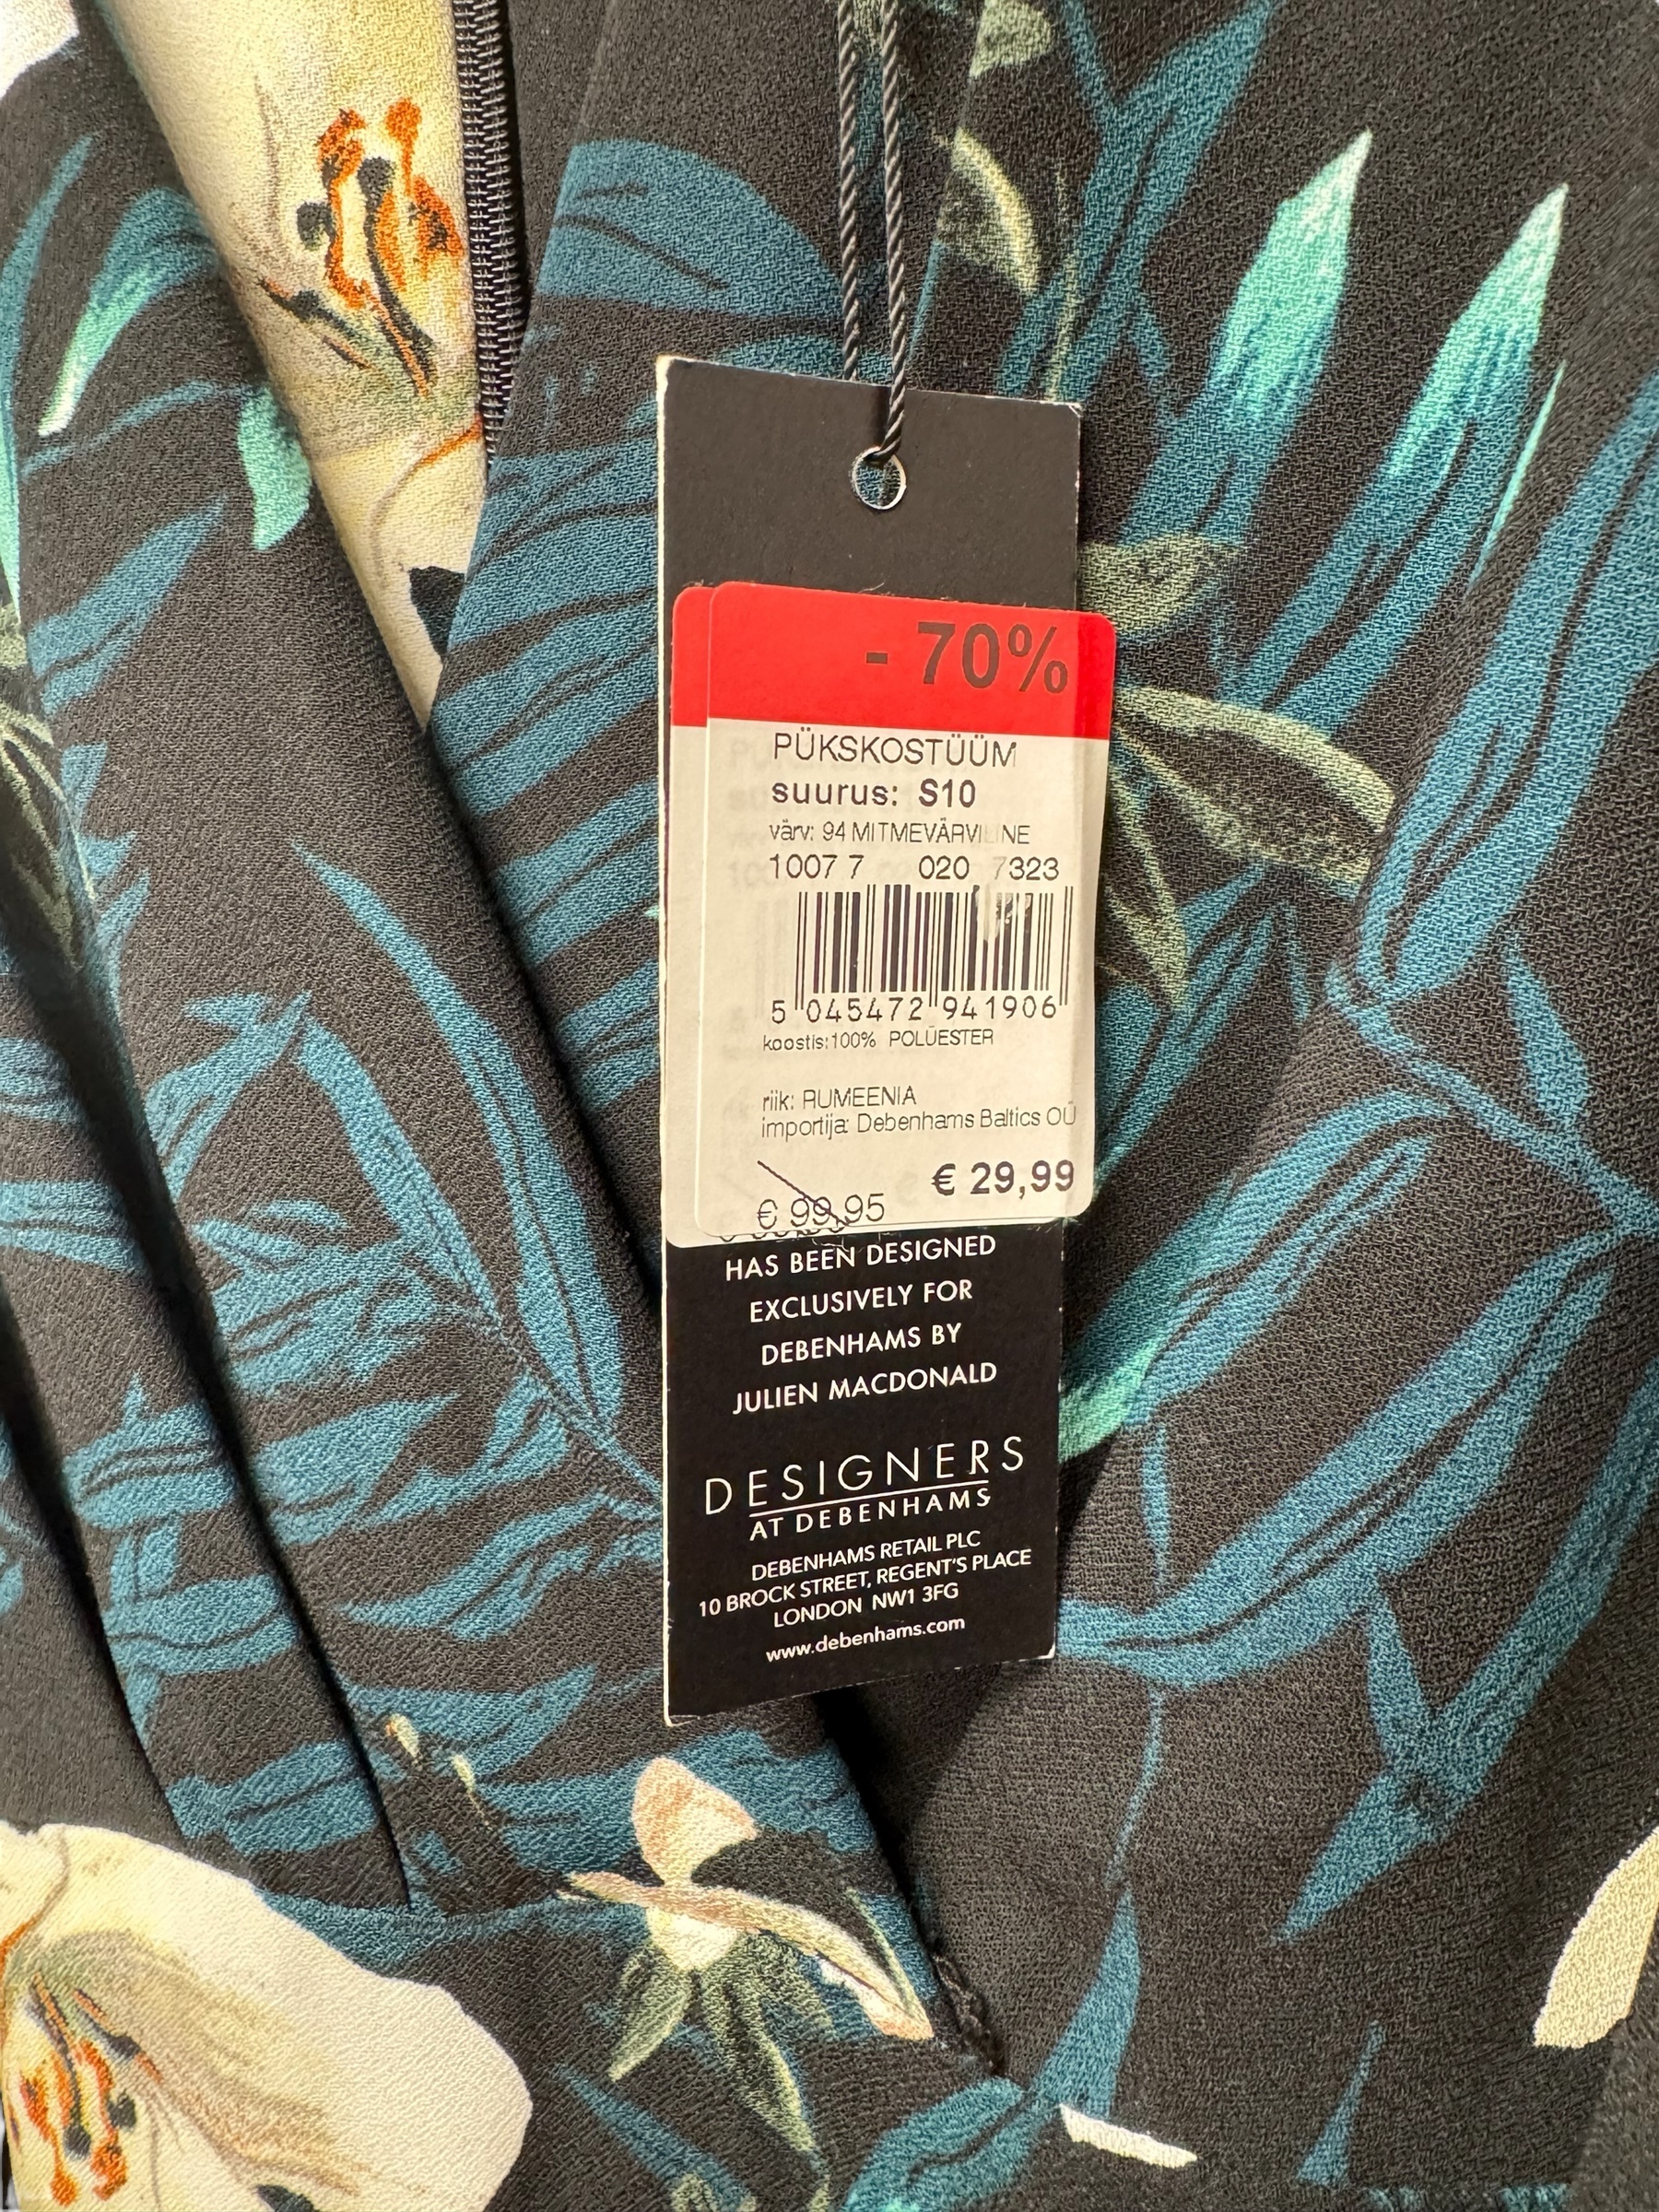 - 70%
PÜKSKOSTÜÜM
suurus: S10
värv: 94 MITMEVÄRVILINE
1007 7 020 7323
5 045472 941906
koostis:100% POLÜESTER
riik: RUMEENIA
importija: Debenhams Baltics OÜ
€ 29,99
€ 99,95
HAS BEEN DESIGNED
EXCLUSIVELY FOR
DEBENHAMS BY
JULIEN MACDONALD
DESIGNERS
AT DEBENHAMS
DEBENHAMS RETAIL PLC
10 BROCK STREET, REGENT'S PLACE
LONDON NW1 3FG
www.debenhams.com